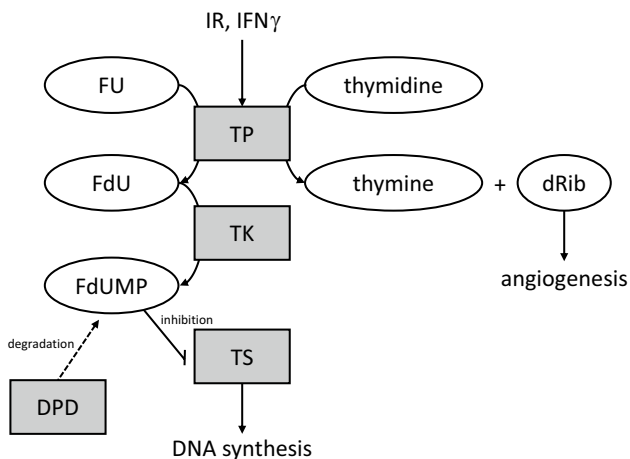 IR, IFNγ
FU
thymidine
TP
FdU
thymine + dRib
TK
angiogenesis
FdUMP
inhibition
degradation
TS
DPD
DNA synthesis